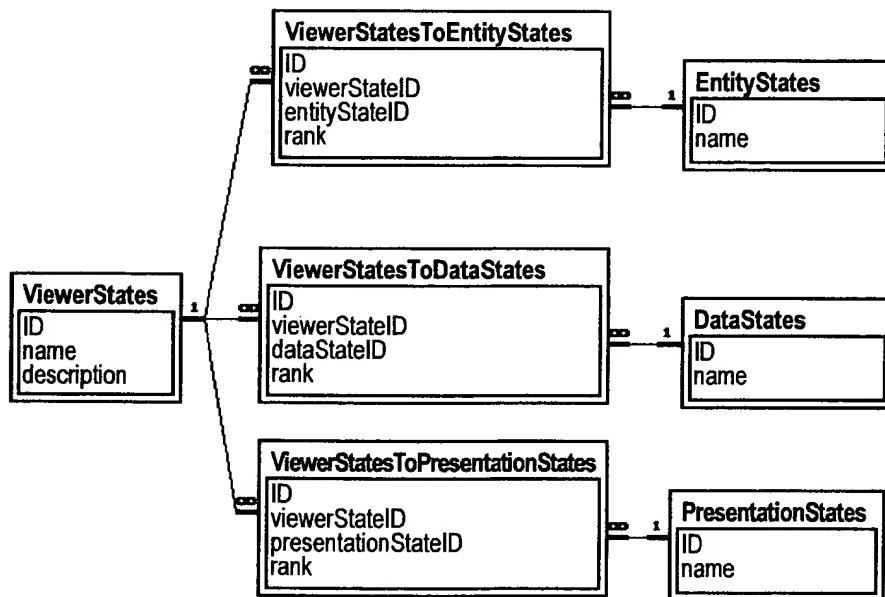 ViewerStatesToEntityStates
ID
viewerStateID
entityStateID
rank
∞
∞
1
EntityStates
ID
name
ViewerStates
ID
name
description
1
∞
ViewerStatesToDataStates
ID
viewerStateID
dataStateID
rank
∞
1
DataStates
ID
name
∞
ViewerStatesToPresentationStates
ID
viewerStateID
presentationStateID
rank
∞
1
PresentationStates
ID
name